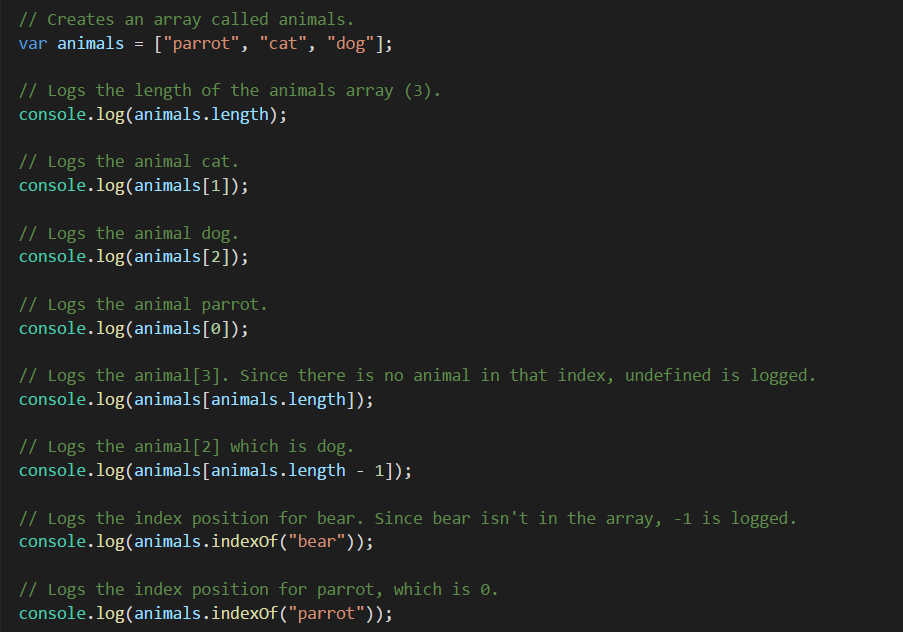 // Creates an array called animals.
var animals = ["parrot", "cat", "dog"];
// Logs the length of the animals array (3).
console.log(animals.length);
// Logs the animal cat.
console.log(animals[1]);
// Logs the animal dog.
console.log(animals[2]);
// Logs the animal parrot.
console.log(animals[0]);
// Logs the animal[3]. Since there is no animal in that index, undefined is logged.
console.log(animals[animals.length]);
// Logs the animal[2] which is dog.
console.log(animals[animals.length - 1]);
// Logs the index position for bear. Since bear isn't in the array, -1 is logged.
console.log(animals.indexOf("bear"));
// Logs the index position for parrot, which is 0.
console.log(animals.indexOf("parrot"));